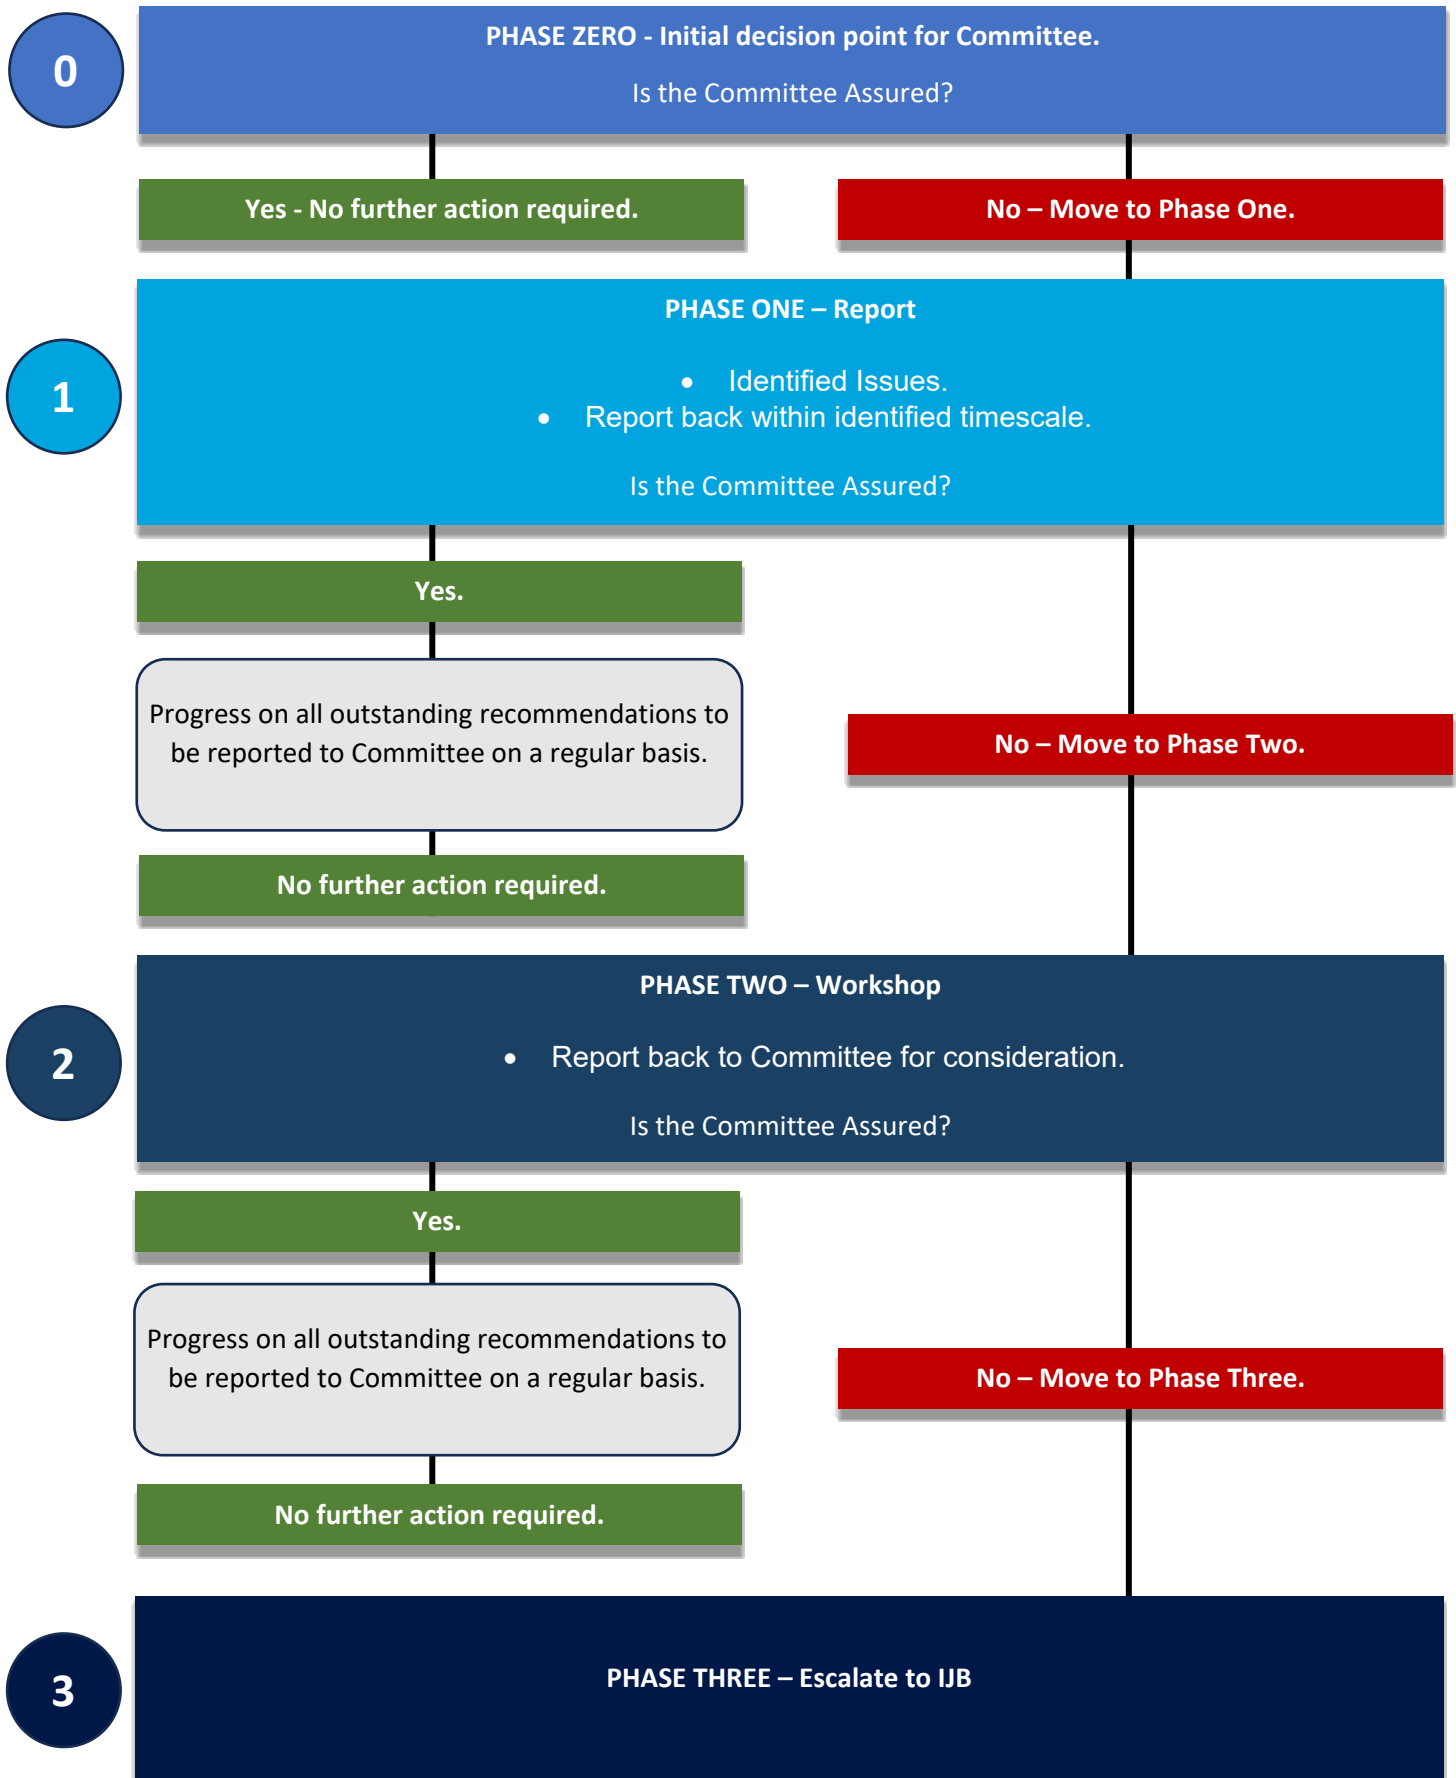 0
PHASE ZERO - Initial decision point for Committee.
Is the Committee Assured?
Yes - No further action required.
No – Move to Phase One.
PHASE ONE – Report
1
• Identified Issues.
• Report back within identified timescale.
Is the Committee Assured?
Yes.
Progress on all outstanding recommendations to
be reported to Committee on a regular basis.
No – Move to Phase Two.
No further action required.
PHASE TWO – Workshop
2
• Report back to Committee for consideration.
Is the Committee Assured?
Yes.
Progress on all outstanding recommendations to
be reported to Committee on a regular basis.
No – Move to Phase Three.
No further action required.
3
PHASE THREE – Escalate to IJB